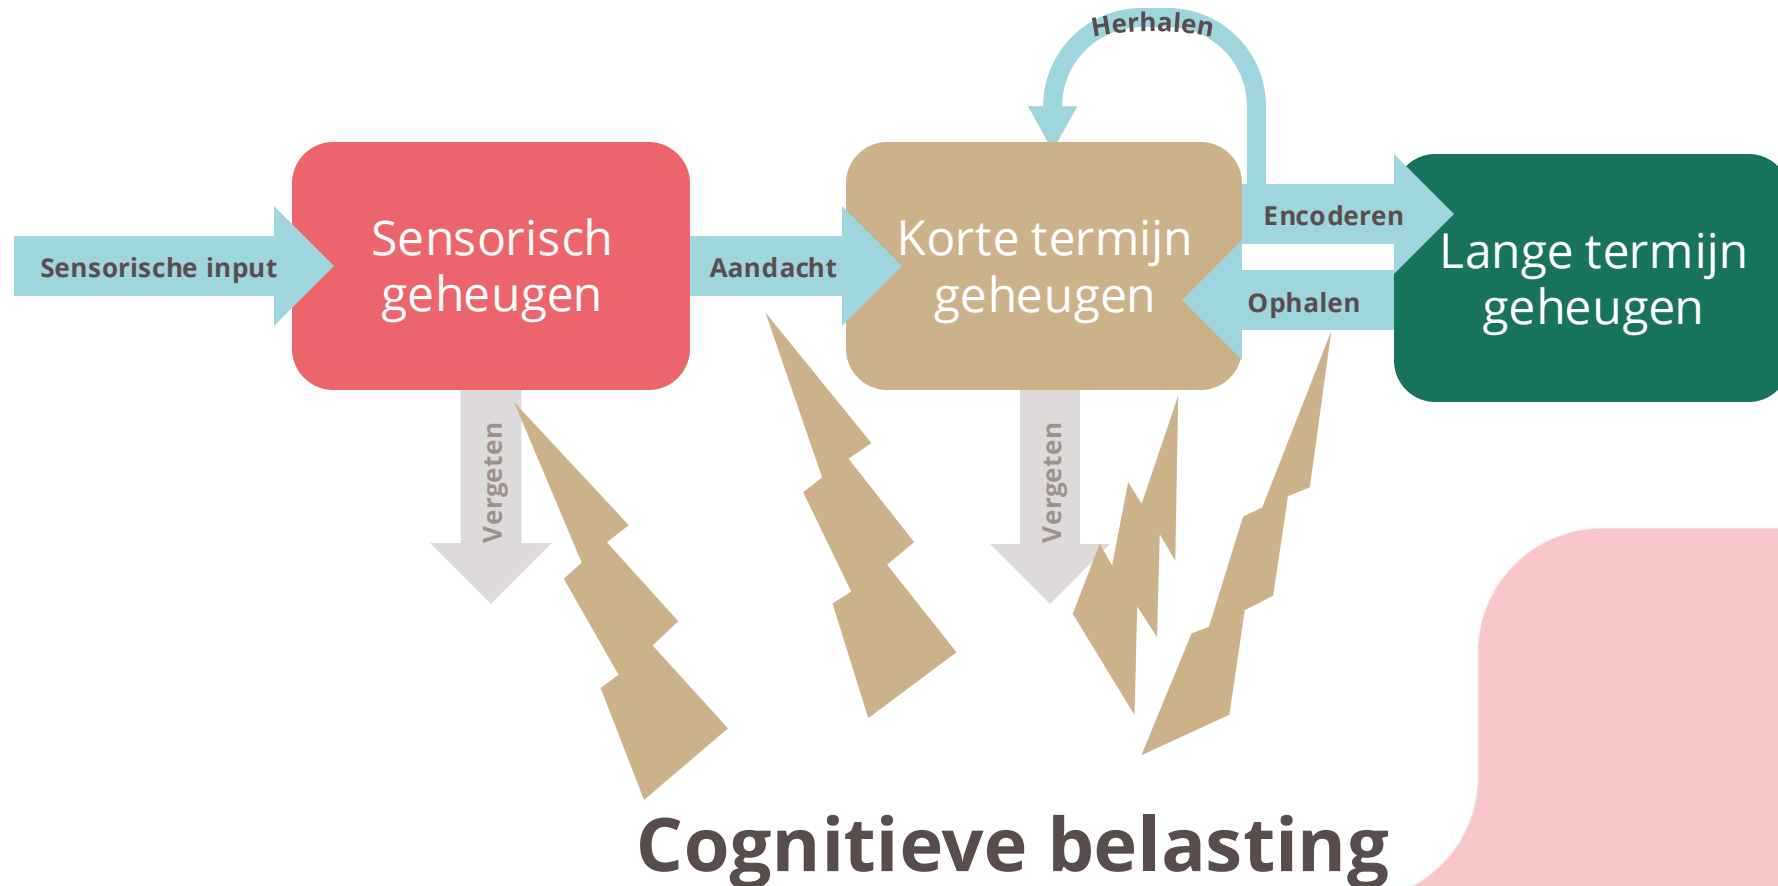 Herhalen
Sensorische input
Sensorisch
geheugen
Aandacht
Korte termijn
geheugen
Encoderen
Ophalen
Lange termijn
geheugen
Vergeten
Vergeten
Cognitieve belasting